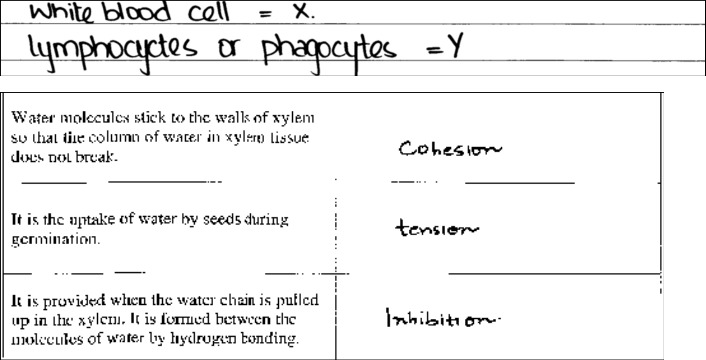 White blood cell = X.
lymphocyctes or phagocytes = Y
Water molecules stick to the walls of xylem
so that the column of water in xylem tissue
does not break.
Cohesion
It is the uptake of water by seeds during
germination.
tension
It is provided when the water chain is pulled
up in the xylem. It is formed between the
molecules of water by hydrogen bonding.
Inhibition.